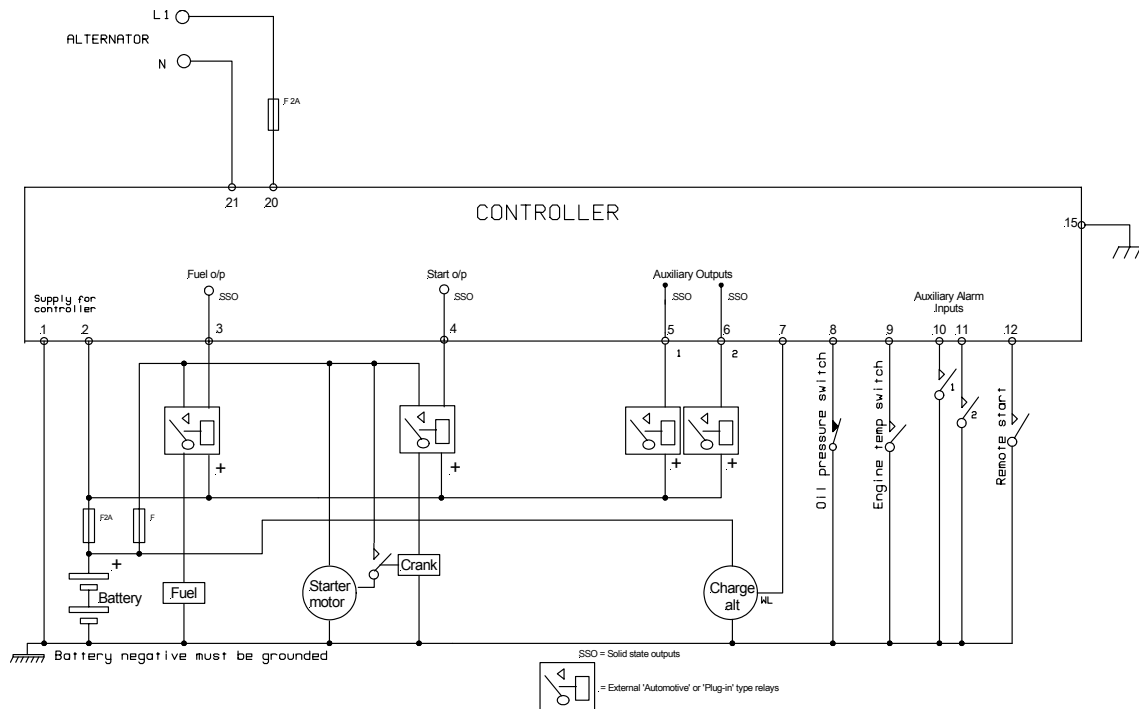 L1
ALTERNATOR
N
F 2A
21
20
CONTROLLER
15
Fuel o/p
SSO
Start o/p
SSO
Auxiliary Outputs
SSO
SSO
Supply for
controller
Auxiliary Alarm
Inputs
1
2
3
4
5
6
7
8
9
10
11
12
1
2
Oil pressure switch
Engine temp switch
1
2
Remote start
+
+
+
+
F2A
F
+
Battery
Fuel
Starter
motor
Crank
Charge
alt
WL
Battery negative must be grounded
SSO = Solid state outputs
= External 'Automotive' or 'Plug-in' type relays